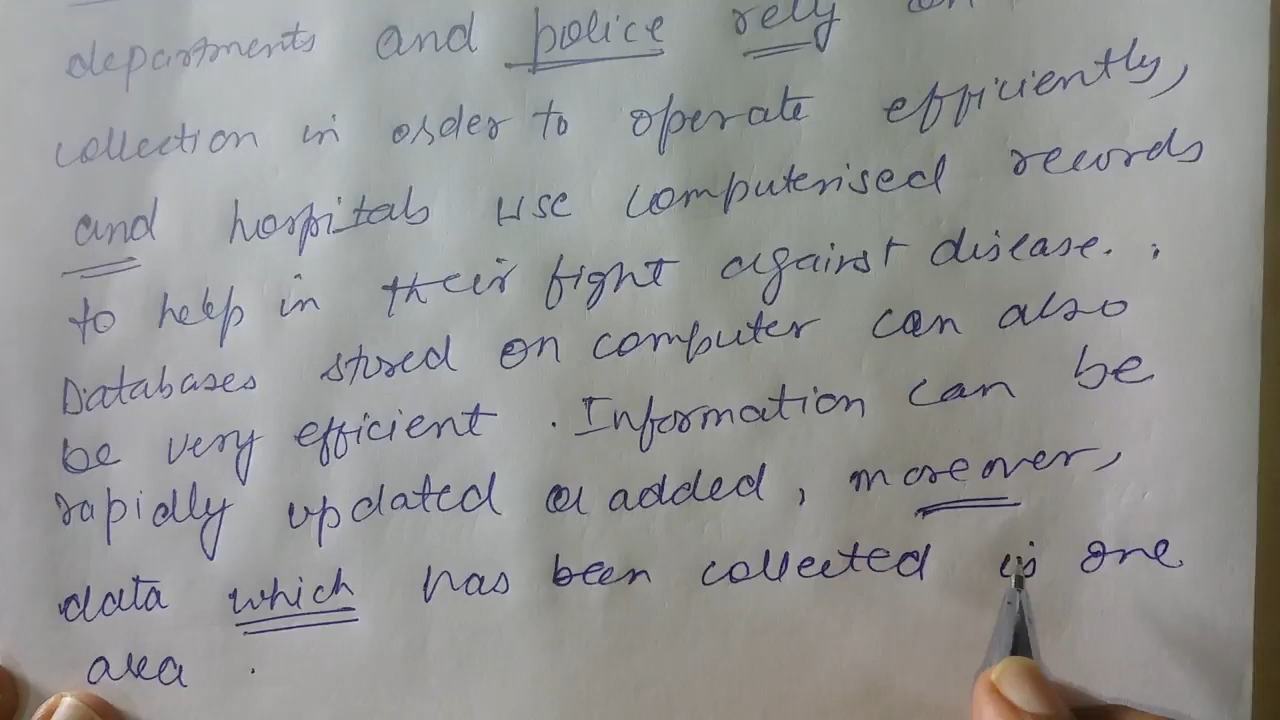 departments and police rely on
collection in order to operate efficiently,
and hospitals use computerised records
to help in their fight against disease.
Databases stored on computer can also
be very efficient. Information can be
rapidly updated or added, moreover,
data which has been collected is one
area.